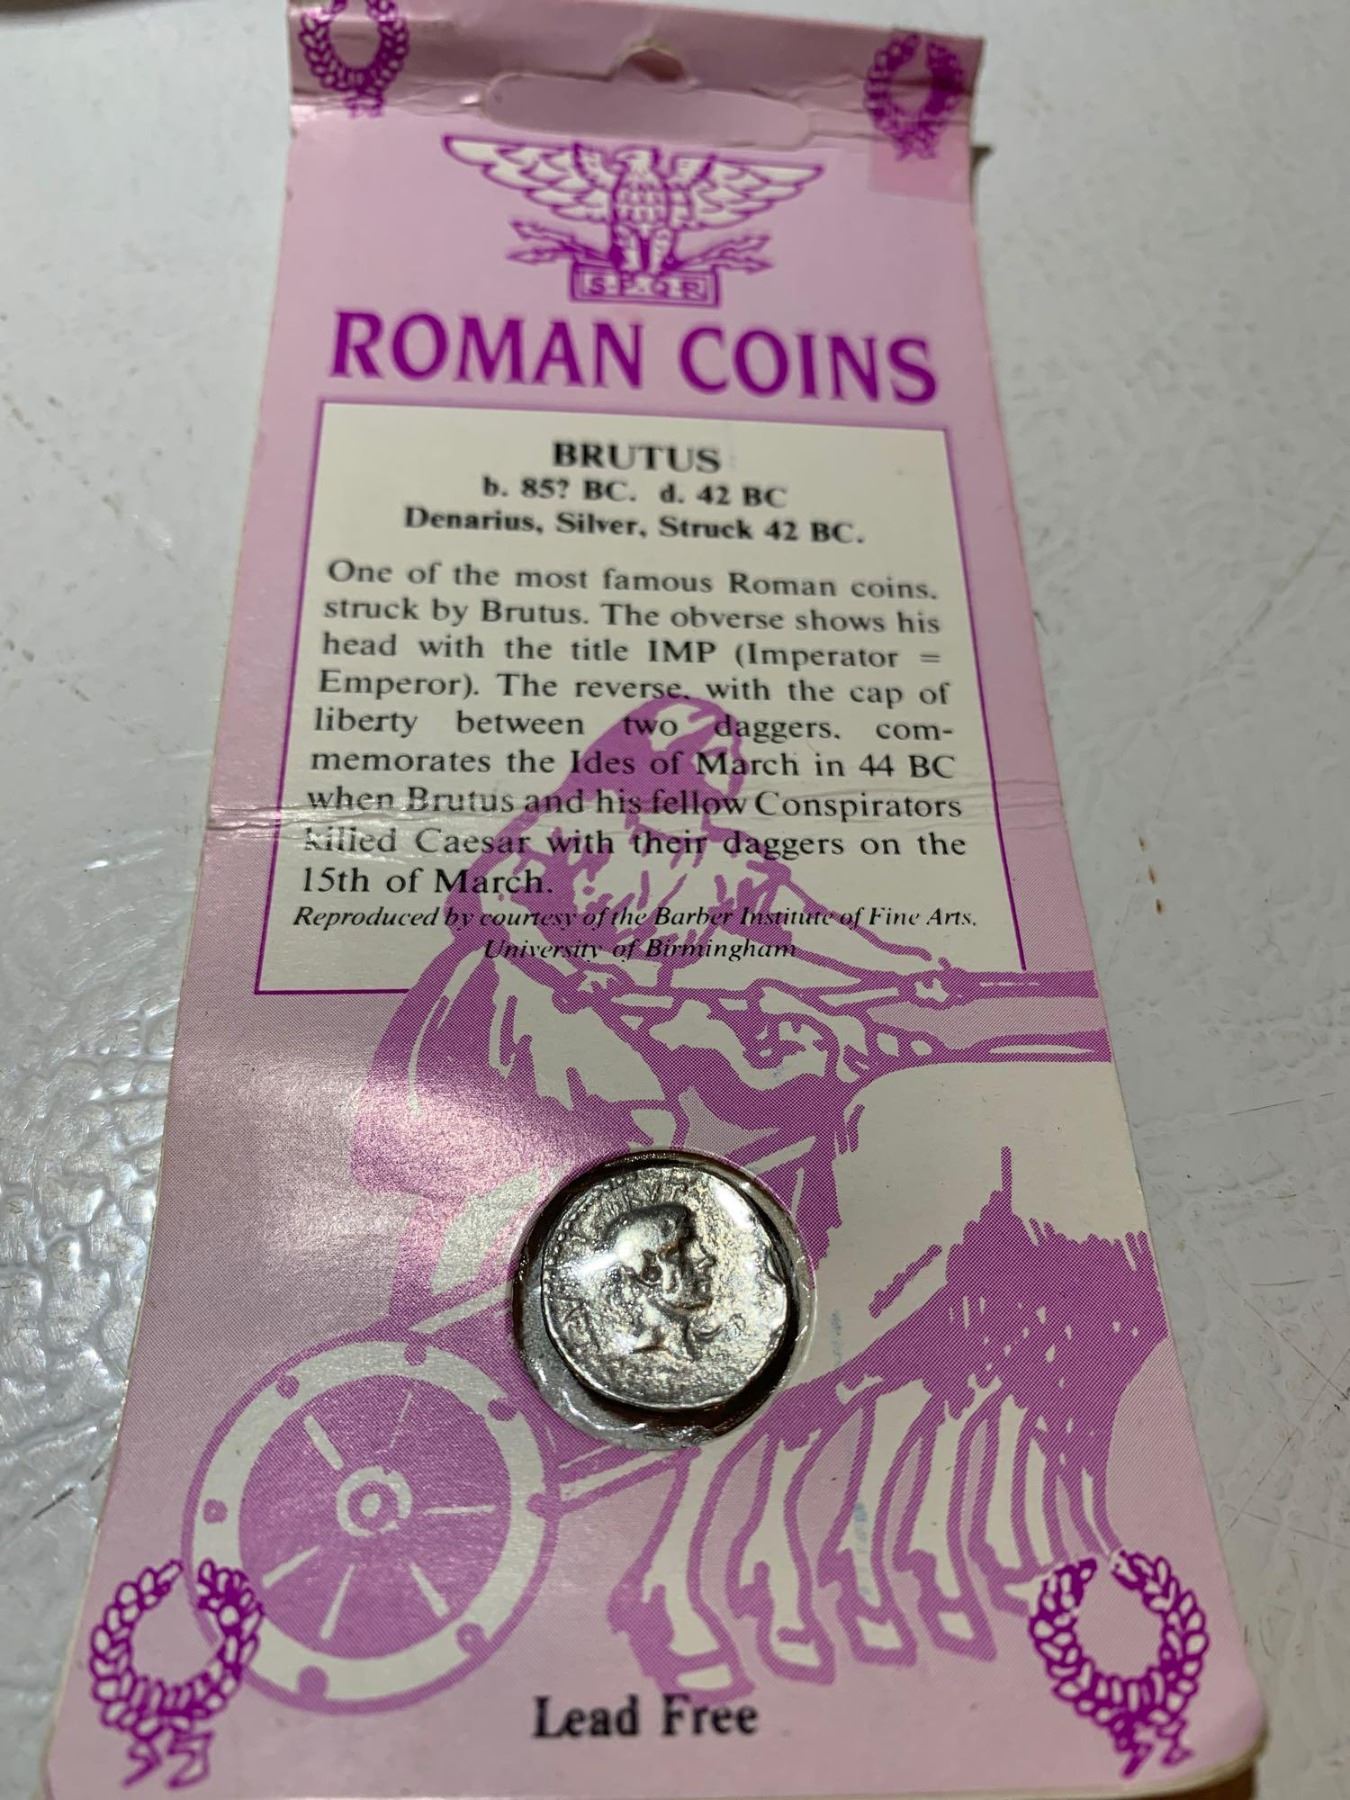 S·P·Q·R
ROMAN COINS
BRUTUS
b. 85? BC. d. 42 BC
Denarius, Silver, Struck 42 BC.
One of the most famous Roman coins,
struck by Brutus. The obverse shows his
head with the title IMP (Imperator =
Emperor). The reverse, with the cap of
liberty between two daggers, com-
memorates the Ides of March in 44 BC
when Brutus and his fellow Conspirators
killed Caesar with their daggers on the
15th of March.
Reproduced by courtesy of the Barber Institute of Fine Arts,
University of Birmingham
Lead Free